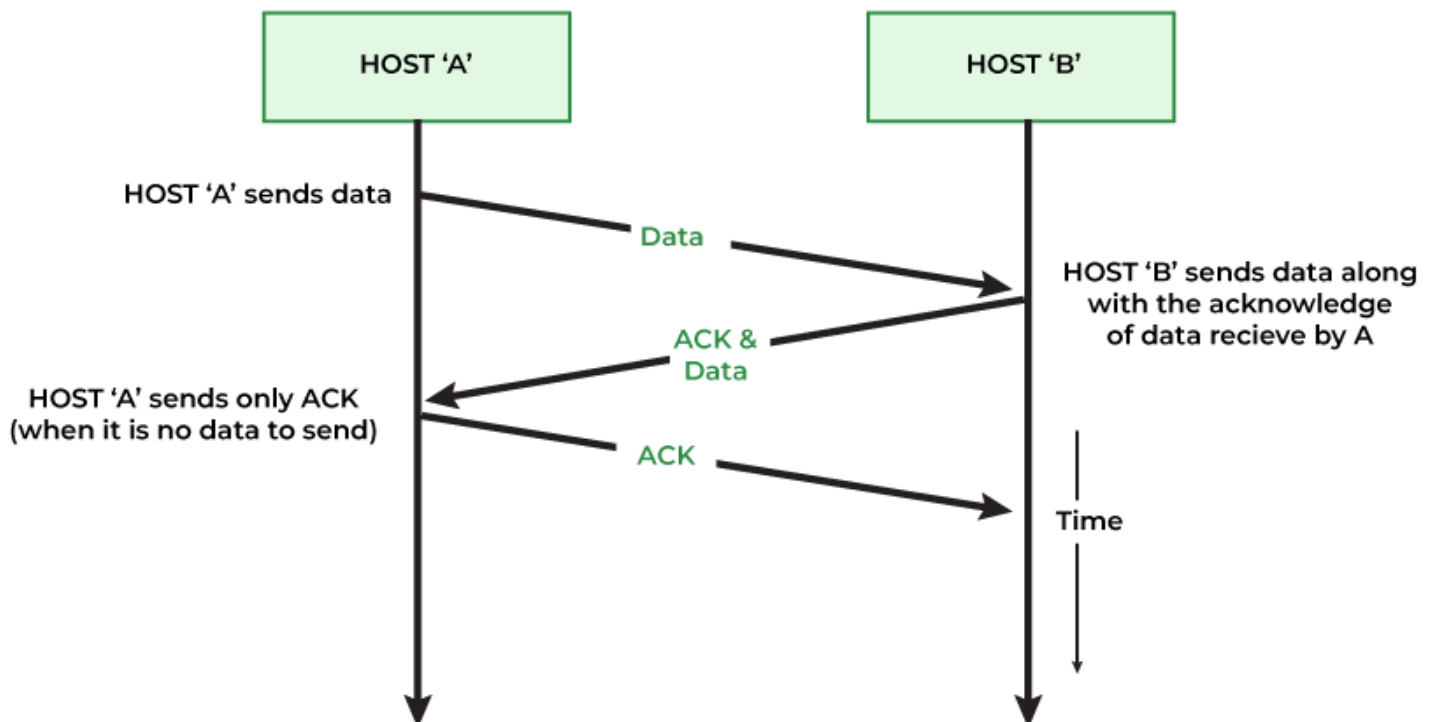 HOST ‘A’
HOST ‘B’
HOST ‘A’ sends data
Data
HOST ‘B’ sends data along
with the acknowledge
of data recieve by A
ACK &
Data
HOST ‘A’ sends only ACK
(when it is no data to send)
ACK
Time